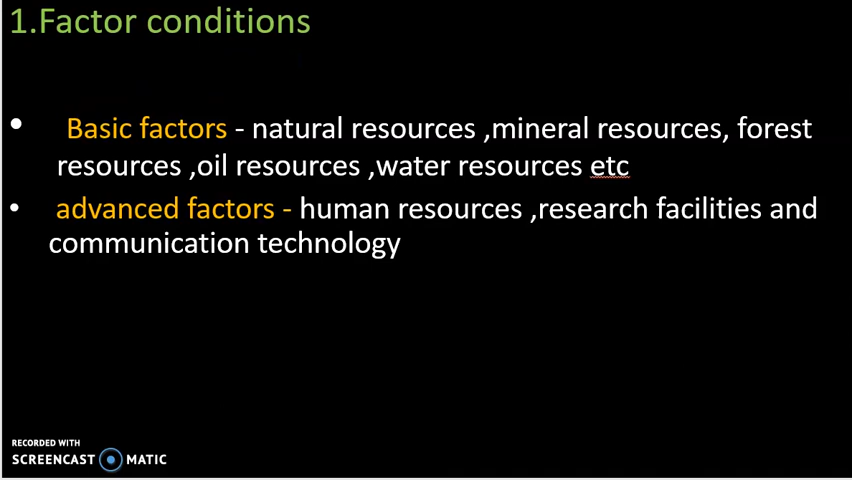 1.Factor conditions
• Basic factors - natural resources ,mineral resources, forest
resources ,oil resources ,water resources etc
• advanced factors - human resources ,research facilities and
communication technology
RECORDED WITH
SCREENCAST MATIC